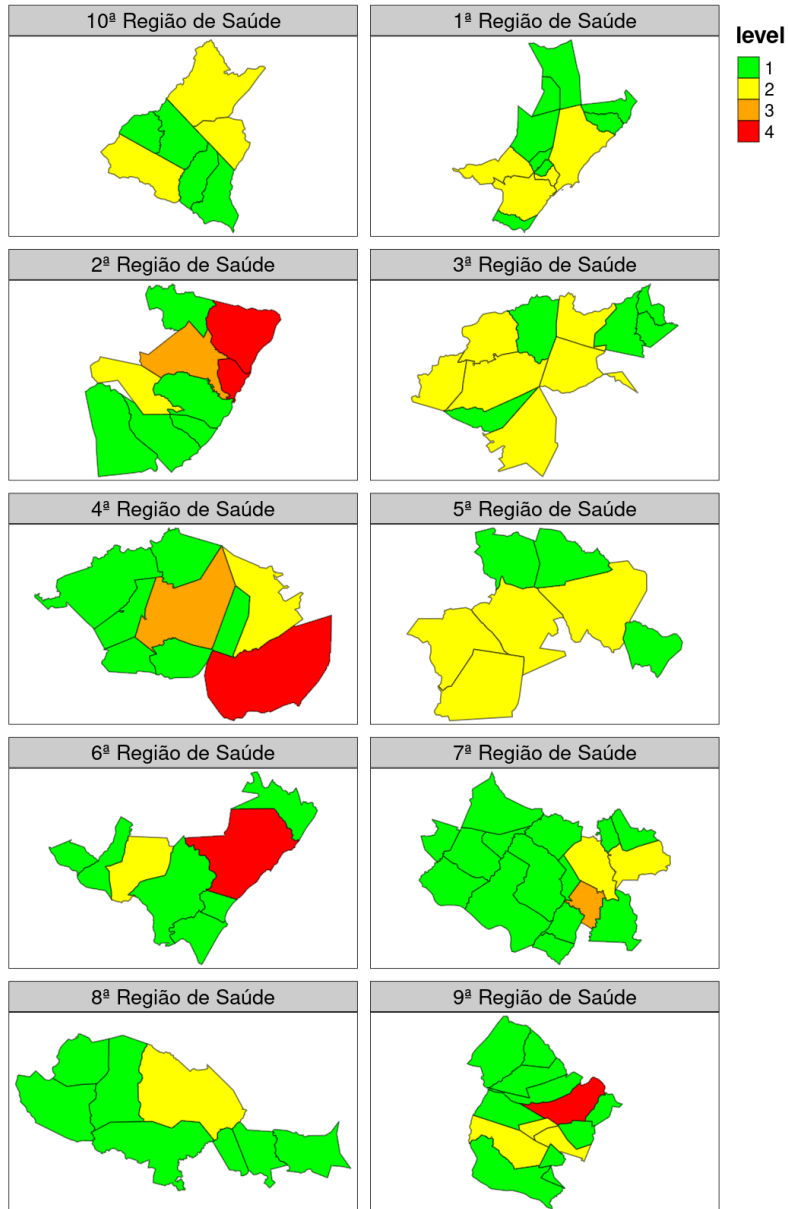 10ª Região de Saúde
1ª Região de Saúde
level
1
2
3
4
2ª Região de Saúde
3ª Região de Saúde
4ª Região de Saúde
5ª Região de Saúde
6ª Região de Saúde
7ª Região de Saúde
8ª Região de Saúde
9ª Região de Saúde